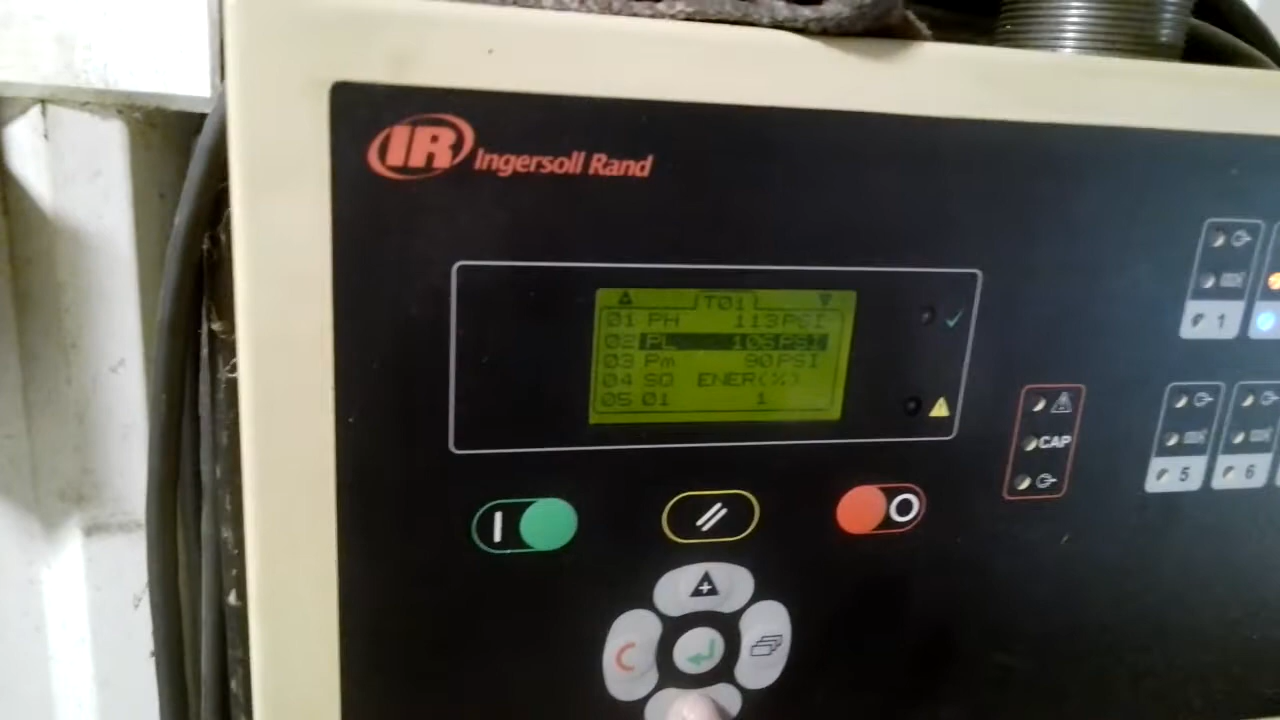 IR Ingersoll Rand
T01
01 PH 113PSI
02 PL 105PSI
03 Pm 90PSI
04 SQ ENER(%)
05 01 1
1
CAP
5
6